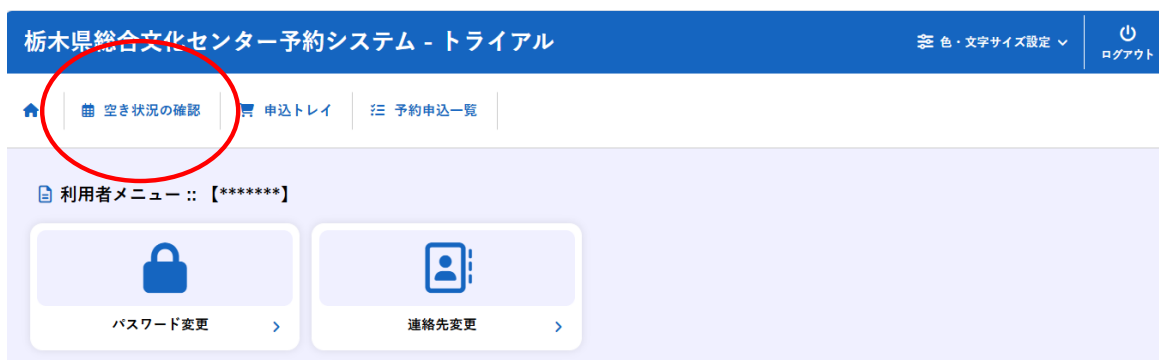 栃木県総合文化センター予約システム - トライアル
色・文字サイズ設定
ログアウト
空き状況の確認
申込トレイ
予約申込一覧
利用者メニュー :: 【*******】
パスワード変更
連絡先変更